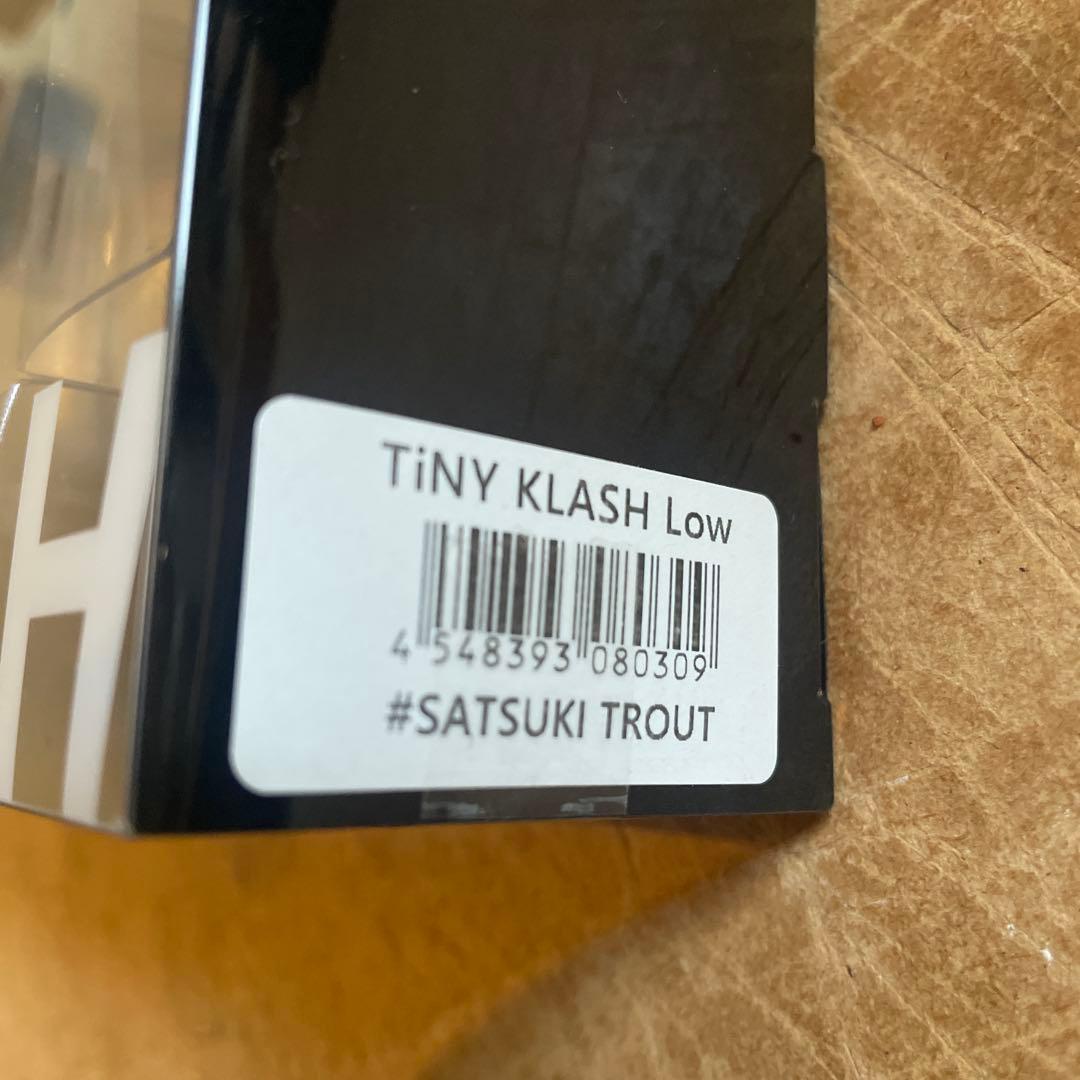 H
TiNY KLASH Low
4 548393 080309
#SATSUKI TROUT